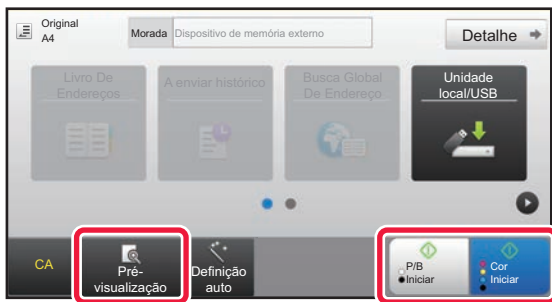 Original
A4
Morada
Dispositivo de memória externo
Detalhe
Livro De
Endereços
A enviar histórico
Busca Global
De Endereço
Unidade
local/USB
CA
Pré-
visualização
Definição
auto
P/B
Iniciar
Cor
Iniciar